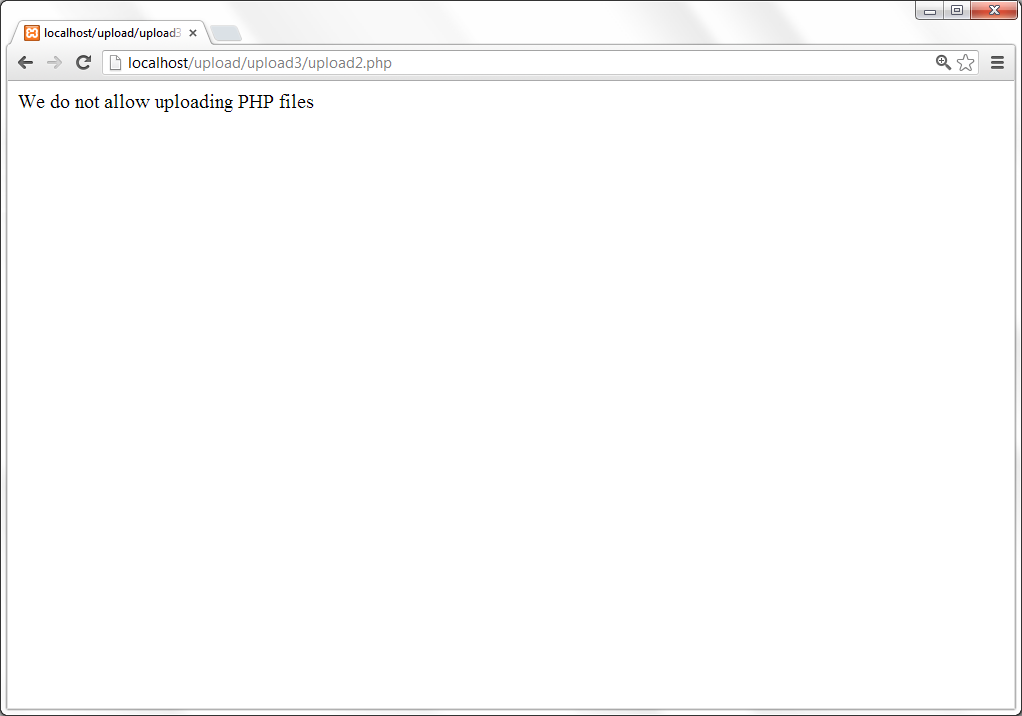 localhost/upload/upload3
localhost/upload/upload3/upload2.php
We do not allow uploading PHP files